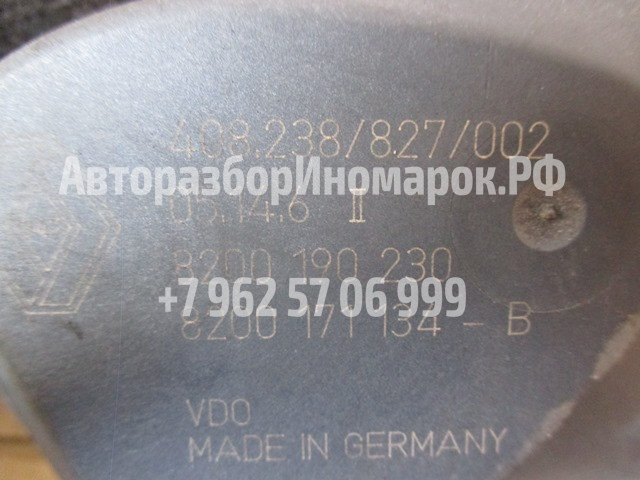 408.238/827/002
АвторазборИномарок.РФ
05.14.6 II
8200 190 230
+7 962 57 06 999
8200 171 134 - B
VDO
MADE IN GERMANY